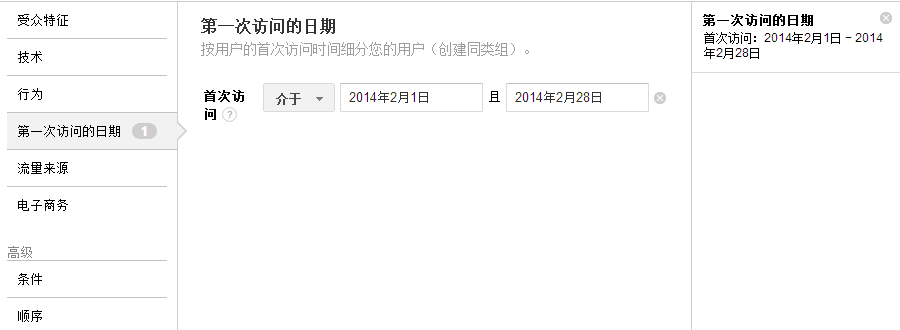 受众特征
技术
行为
第一次访问的日期 1
流量来源
电子商务
高级
条件
顺序
第一次访问的日期
按用户的首次访问时间细分您的用户（创建同类组）。
首次访
问 ?
介于 2014年2月1日 且 2014年2月28日
第一次访问的日期
首次访问：2014年2月1日 - 2014
年2月28日